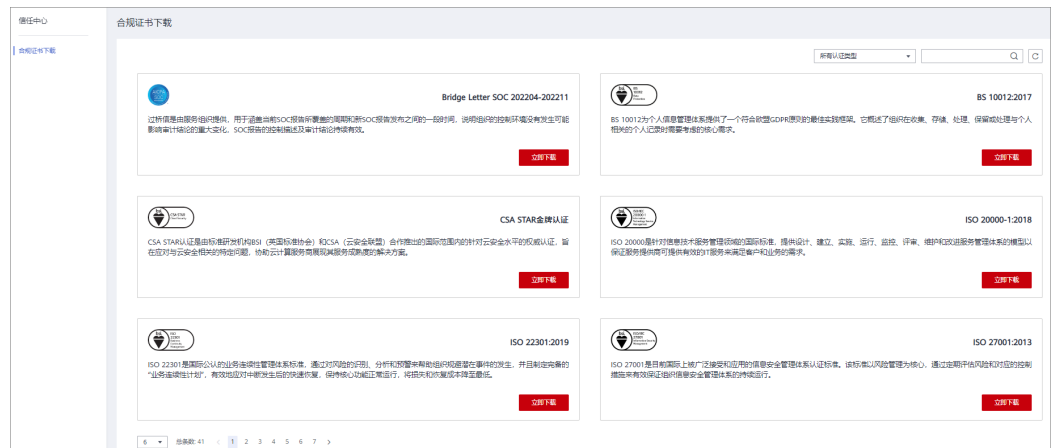 信任中心
合规证书下载
合规证书下载
所有认证类型
Bridge Letter SOC 202204-202211
过桥信是由服务组织提供，用于涵盖当前SOC报告所覆盖的周期和新SOC报告发布之间的一段时间，说明组织的控制环境没有发生可能
影响审计结论的重大变化，SOC报告的控制描述及审计结论持续有效。
立即下载
BS 10012:2017
BS 10012为个人信息管理体系提供了一个符合欧盟GDPR原则的最佳实践框架。它概述了组织在收集、存储、处理、保留或处理与个人
相关的个人记录时需要考虑的核心需求。
立即下载
CSA STAR金牌认证
CSA STAR认证是由标准研发机构BSI（英国标准协会）和CSA（云安全联盟）合作推出的国际范围内的针对云安全水平的权威认证，旨
在应对与云安全相关的特定问题，协助云计算服务商展现其服务成熟度的解决方案。
立即下载
ISO 20000-1:2018
ISO 20000是针对信息技术服务管理领域的国际标准，提供设计、建立、实施、运行、监控、评审、维护和改进服务管理体系的模型以
保证服务提供商可提供有效的IT服务来满足客户和业务的需求。
立即下载
ISO 22301:2019
ISO 22301是国际公认的业务连续性管理体系标准，通过对风险的识别、分析和预警来帮助组织规避潜在事件的发生，并且制定完备的
“业务连续性计划”，有效地应对中断发生后的快速恢复，保持核心功能正常运行，将损失和恢复成本降至最低。
立即下载
ISO 27001:2013
ISO 27001是目前国际上被广泛接受和应用的信息安全管理体系认证标准。该标准以风险管理为核心，通过定期评估风险和对应的控制
措施来有效保证组织信息安全管理体系的持续运行。
立即下载
6 总条数: 41 < 1 2 3 4 5 6 7 >